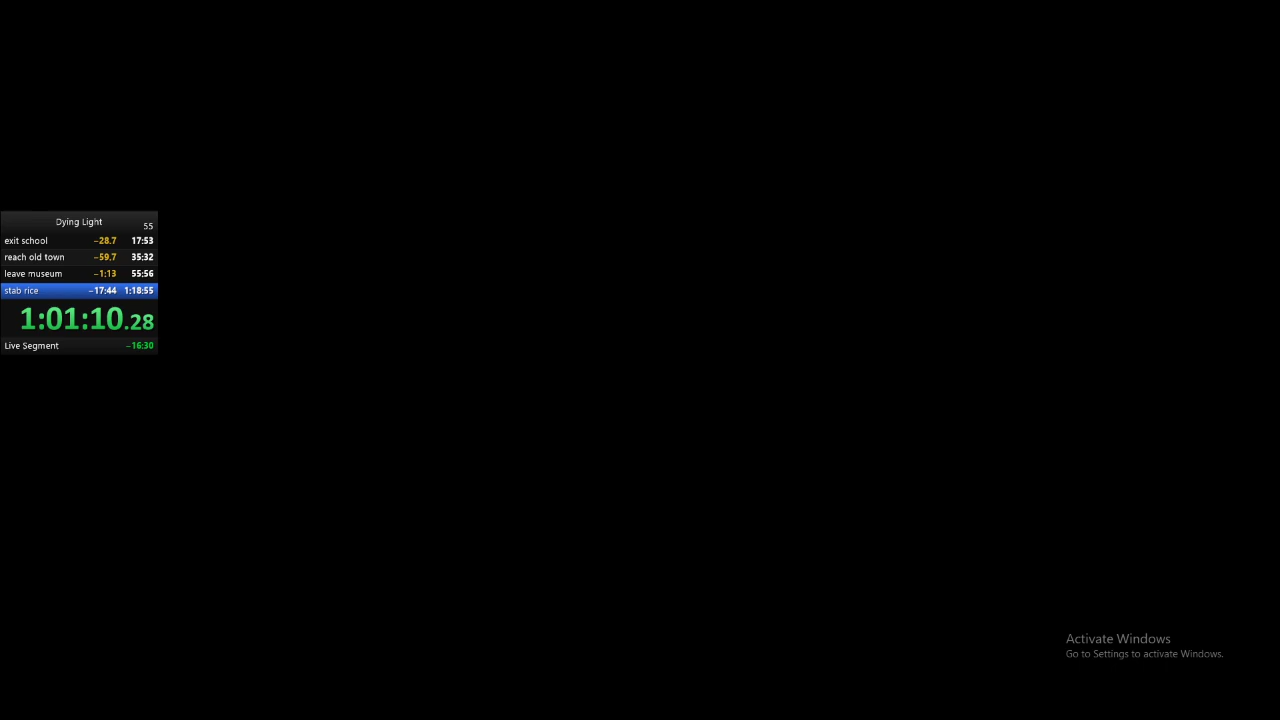 Dying Light
55
exit school −28.7 17:53
reach old town −59.7 35:32
leave museum −1:13 55:56
stab rice −17:44 1:18:55
1:01:10.28
Live Segment −16:30
Activate Windows
Go to Settings to activate Windows.